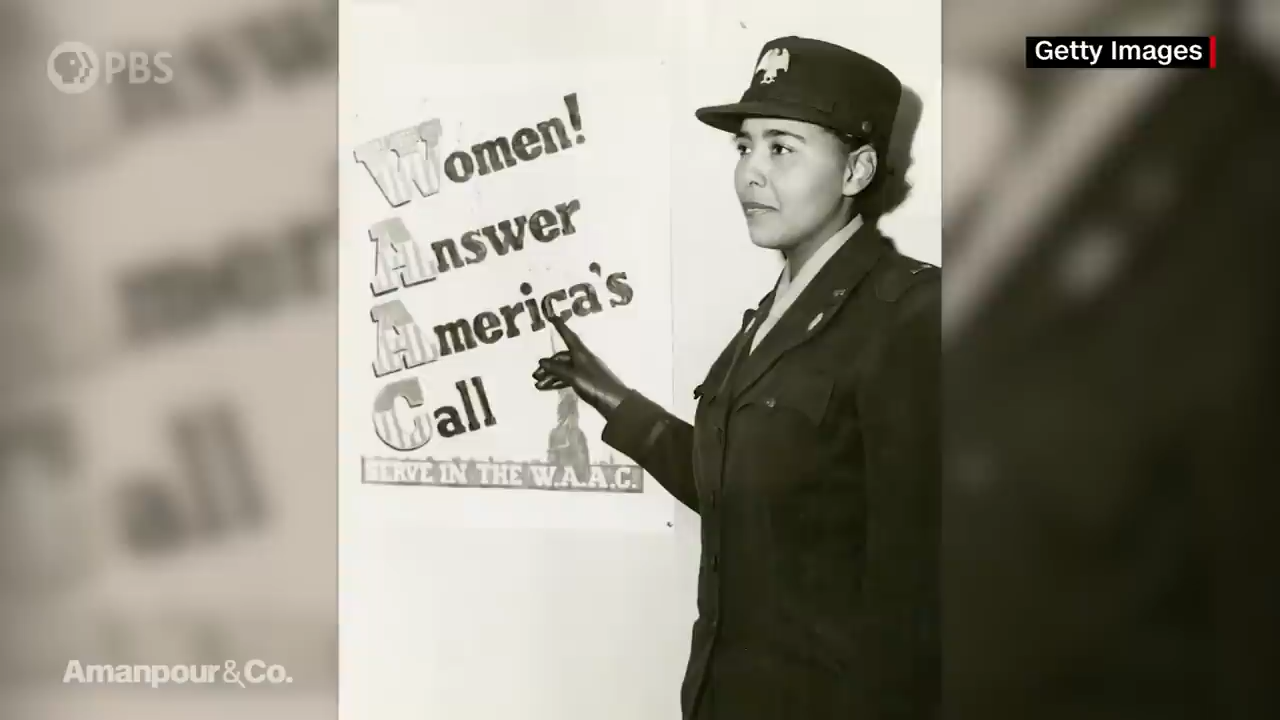 PBS
Getty Images
Women!
Answer
America's
Call
SERVE IN THE W.A.A.C.
Amanpour&Co.